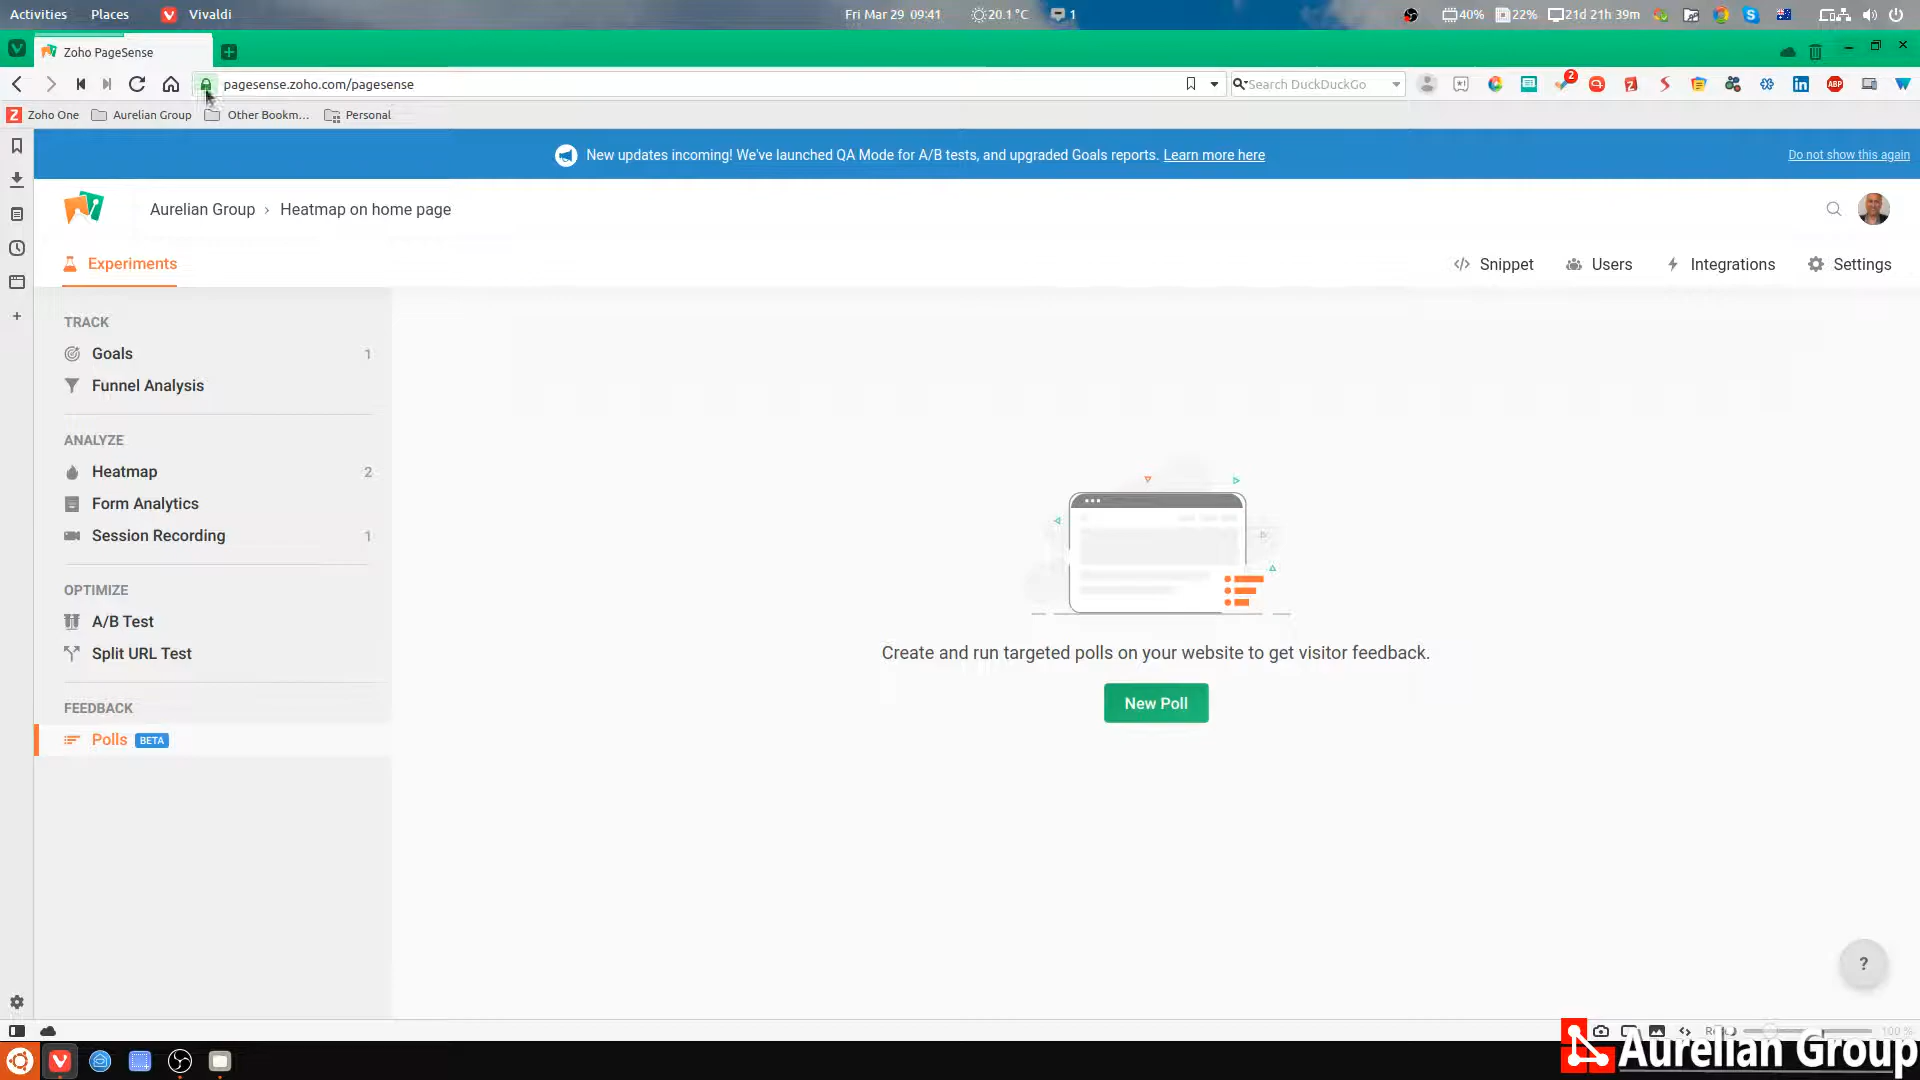 Activities Places Vivaldi Fri Mar 29 09:41 20.1 °C 1 40% 22% 21d 21h 39m
Zoho PageSense
pagesense.zoho.com/pagesense Search DuckDuckGo 2 ABP
Zoho One Aurelian Group Other Bookm... Personal
New updates incoming! We've launched QA Mode for A/B tests, and upgraded Goals reports. Learn more here Do not show this again
Aurelian Group › Heatmap on home page
Experiments Snippet Users Integrations Settings
TRACK
Goals 1
Funnel Analysis
ANALYZE
Heatmap 2
Form Analytics
Session Recording 1
OPTIMIZE
A/B Test
Split URL Test
FEEDBACK
Polls BETA
Create and run targeted polls on your website to get visitor feedback.
New Poll
?
100 %
Aurelian Group